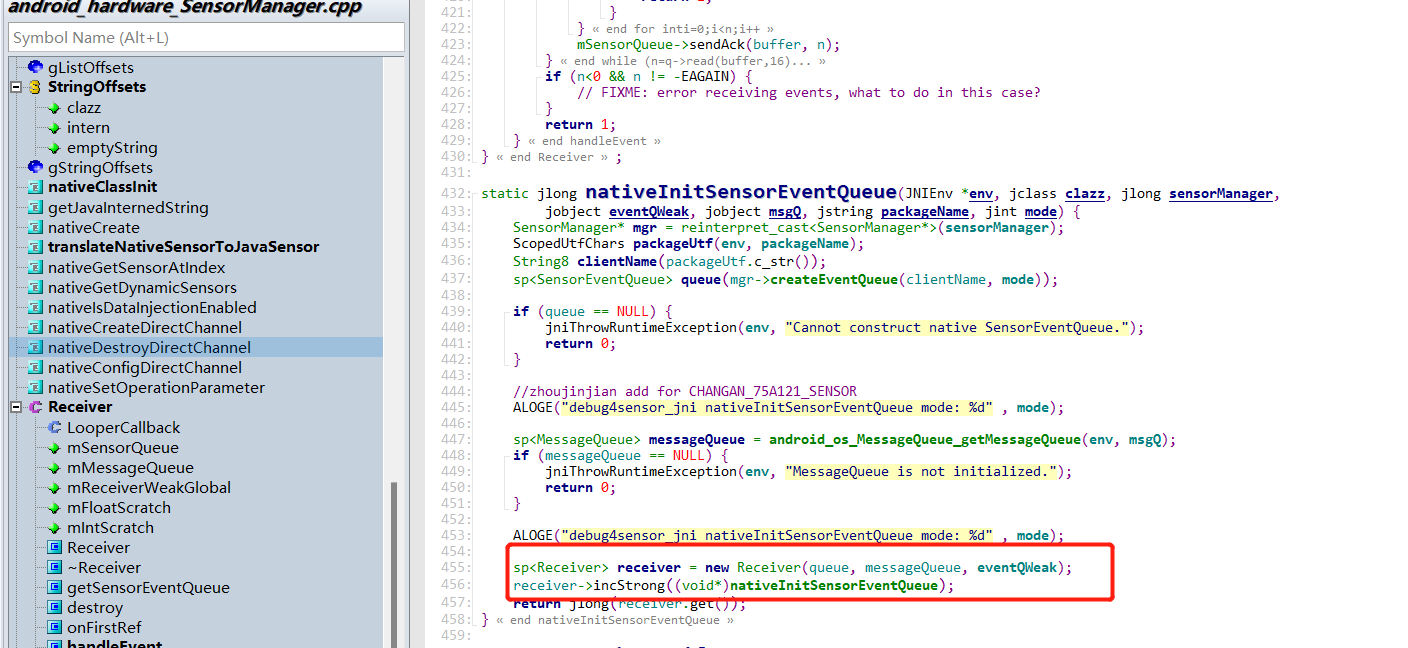 android_hardware_SensorManager.cpp
Symbol Name (Alt+L)
gListOffsets
StringOffsets
clazz
intern
emptyString
gStringOffsets
nativeClassInit
getJavaInternedString
nativeCreate
translateNativeSensorToJavaSensor
nativeGetSensorAtIndex
nativeGetDynamicSensors
nativeIsDataInjectionEnabled
nativeCreateDirectChannel
nativeDestroyDirectChannel
nativeConfigDirectChannel
nativeSetOperationParameter
Receiver
LooperCallback
mSensorQueue
mMessageQueue
mReceiverWeakGlobal
mFloatScratch
mIntScratch
Receiver
~Receiver
getSensorEventQueue
destroy
onFirstRef
handleEvent
421: }
422: } « end for inti=0;i<n;i++ »
423: mSensorQueue->sendAck(buffer, n);
424: } « end while (n=q->read(buffer,16)... »
425: if (n<0 && n != -EAGAIN) {
426: // FIXME: error receiving events, what to do in this case?
427: }
428: return 1;
429: } « end handleEvent »
430: } « end Receiver » ;
431:
432: static jlong nativeInitSensorEventQueue(JNIEnv *env, jclass clazz, jlong sensorManager,
433: jobject eventQWeak, jobject msgQ, jstring packageName, jint mode) {
434: SensorManager* mgr = reinterpret_cast<SensorManager*>(sensorManager);
435: ScopedUtfChars packageUtf(env, packageName);
436: String8 clientName(packageUtf.c_str());
437: sp<SensorEventQueue> queue(mgr->createEventQueue(clientName, mode));
438:
439: if (queue == NULL) {
440: jniThrowRuntimeException(env, "Cannot construct native SensorEventQueue.");
441: return 0;
442: }
443:
444: //zhoujinjian add for CHANGAN_75A121_SENSOR
445: ALOGE("debug4sensor_jni nativeInitSensorEventQueue mode: %d" , mode);
446:
447: sp<MessageQueue> messageQueue = android_os_MessageQueue_getMessageQueue(env, msgQ);
448: if (messageQueue == NULL) {
449: jniThrowRuntimeException(env, "MessageQueue is not initialized.");
450: return 0;
451: }
452:
453: ALOGE("debug4sensor_jni nativeInitSensorEventQueue mode: %d" , mode);
454:
455: sp<Receiver> receiver = new Receiver(queue, messageQueue, eventQWeak);
456: receiver->incStrong((void*)nativeInitSensorEventQueue);
457: return jlong(receiver.get());
458: } « end nativeInitSensorEventQueue »
459: